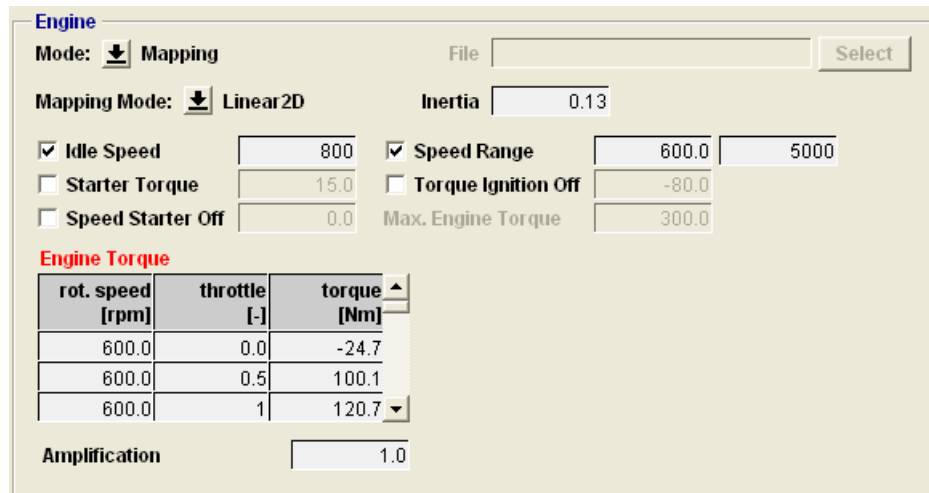 Engine
Mode: Mapping File Select
Mapping Mode: Linear2D Inertia 0.13
Idle Speed 800 Speed Range 600.0 5000
Starter Torque 15.0 Torque Ignition Off -80.0
Speed Starter Off 0.0 Max. Engine Torque 300.0
Engine Torque
rot. speed throttle torque
[rpm] [-] [Nm]
600.0 0.0 -24.7
600.0 0.5 100.1
600.0 1 120.7
Amplification 1.0